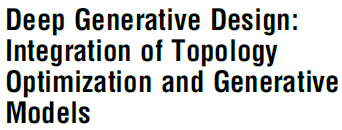 Deep Generative Design:
Integration of Topology
Optimization and Generative
Models